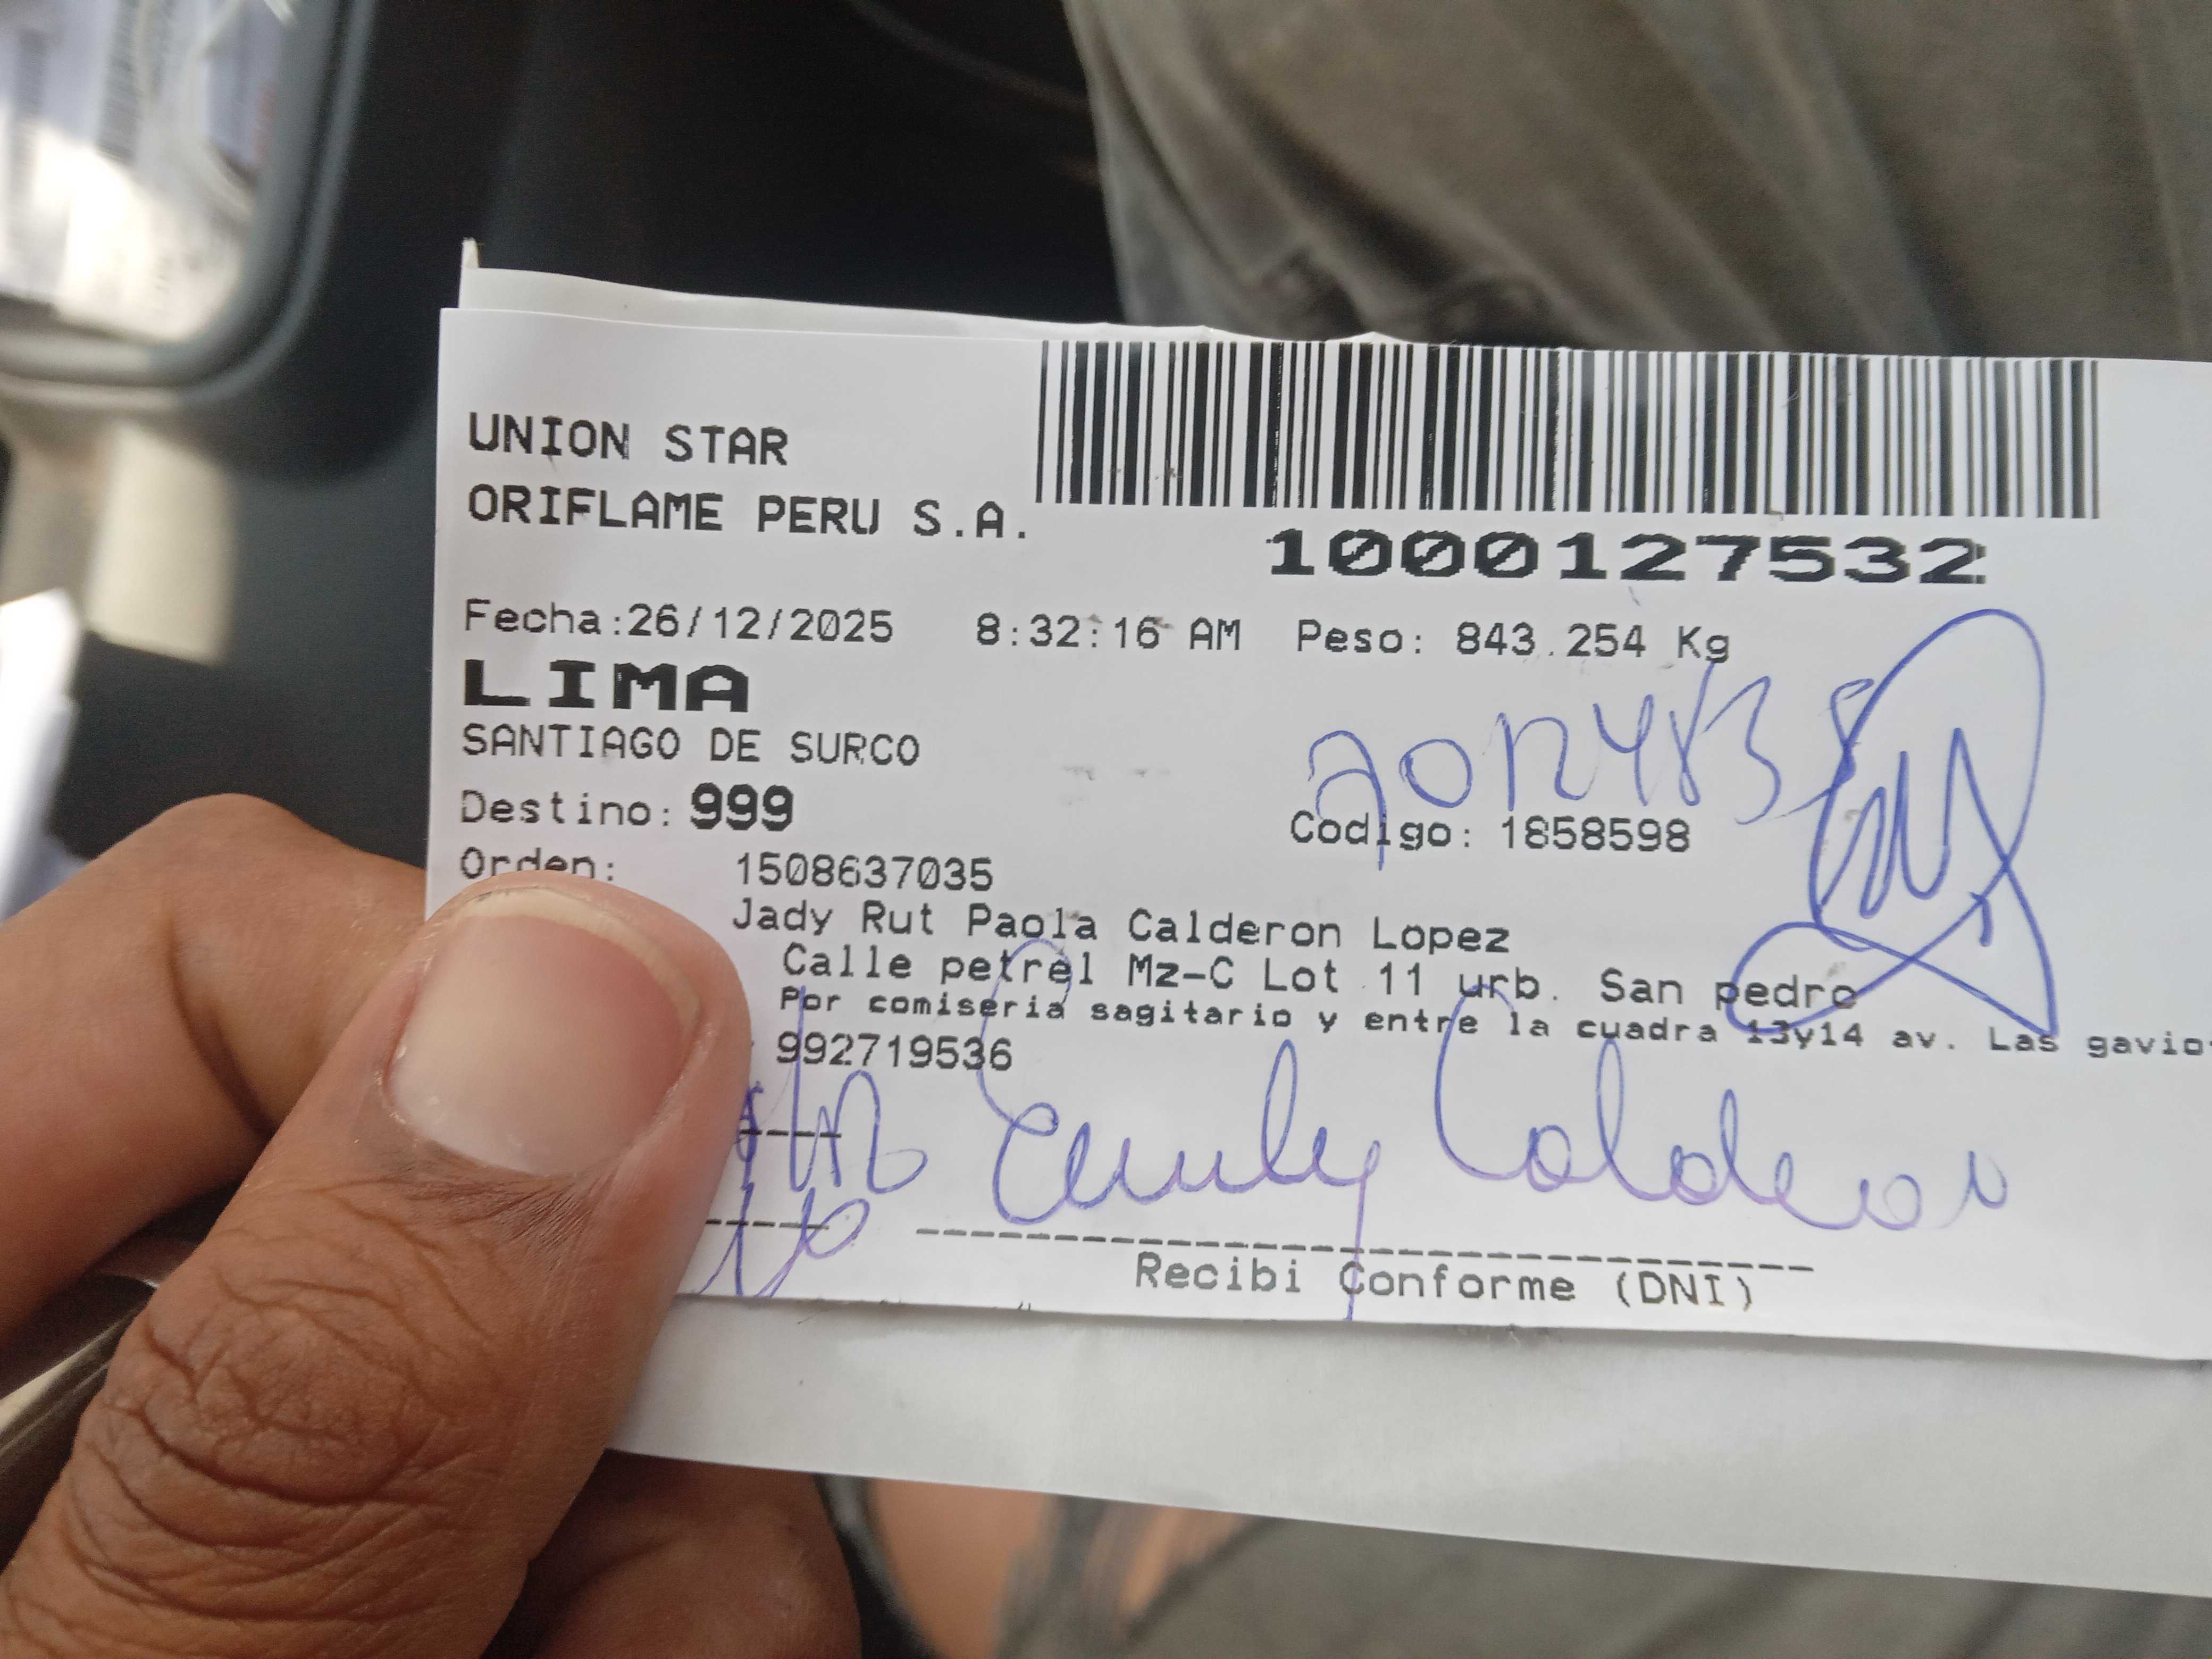 UNION STAR
ORIFLAME PERU S.A.
1000127532
Fecha:26/12/2025 8:32:16 AM Peso: 843.254 Kg
LIMA
SANTIAGO DE SURCO
Destino: 999
Codigo: 1858598
Orden: 1508637035
Jady Rut Paola Calderon Lopez
Calle petrel Mz-C Lot 11 urb. San pedro
Por comiseria sagitario y entre la cuadra 13y14 av. Las gavio
992719536
Emily Calderon
Recibi Conforme (DNI)